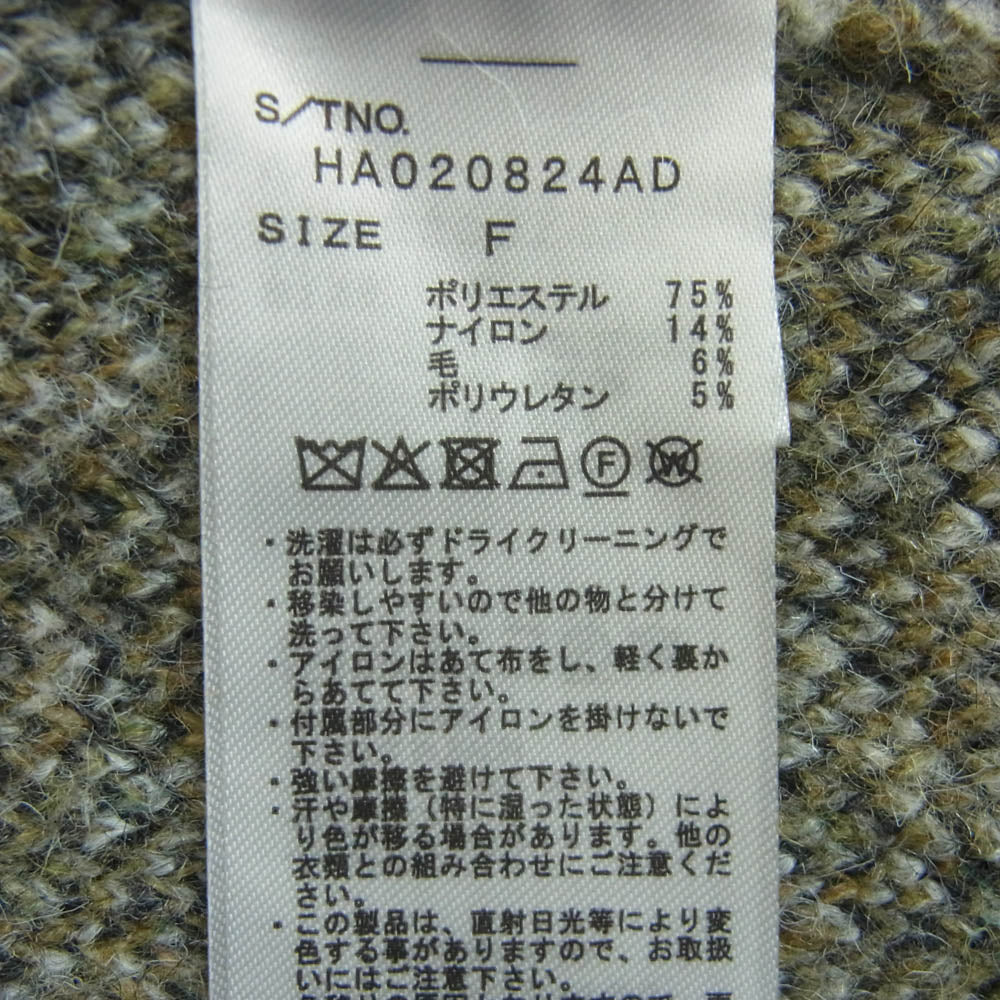 S/TNO.
HA020824AD
SIZE F
ポリエステル 75%
ナイロン 14%
毛 6%
ポリウレタン 5%
F W
・洗濯は必ずドライクリーニングで
お願いします。
・移染しやすいので他の物と分けて
洗って下さい。
・アイロンはあて布をし、軽く裏か
らあてて下さい。
・付属部分にアイロンを掛けないで
下さい。
・強い摩擦を避けて下さい。
・汗や摩擦（特に湿った状態）によ
り色が移る場合があります。他の
衣類との組み合わせにご注意くだ
さい。
・この製品は、直射日光等により変
色する事がありますので、お取扱
いにはご注意下さい。